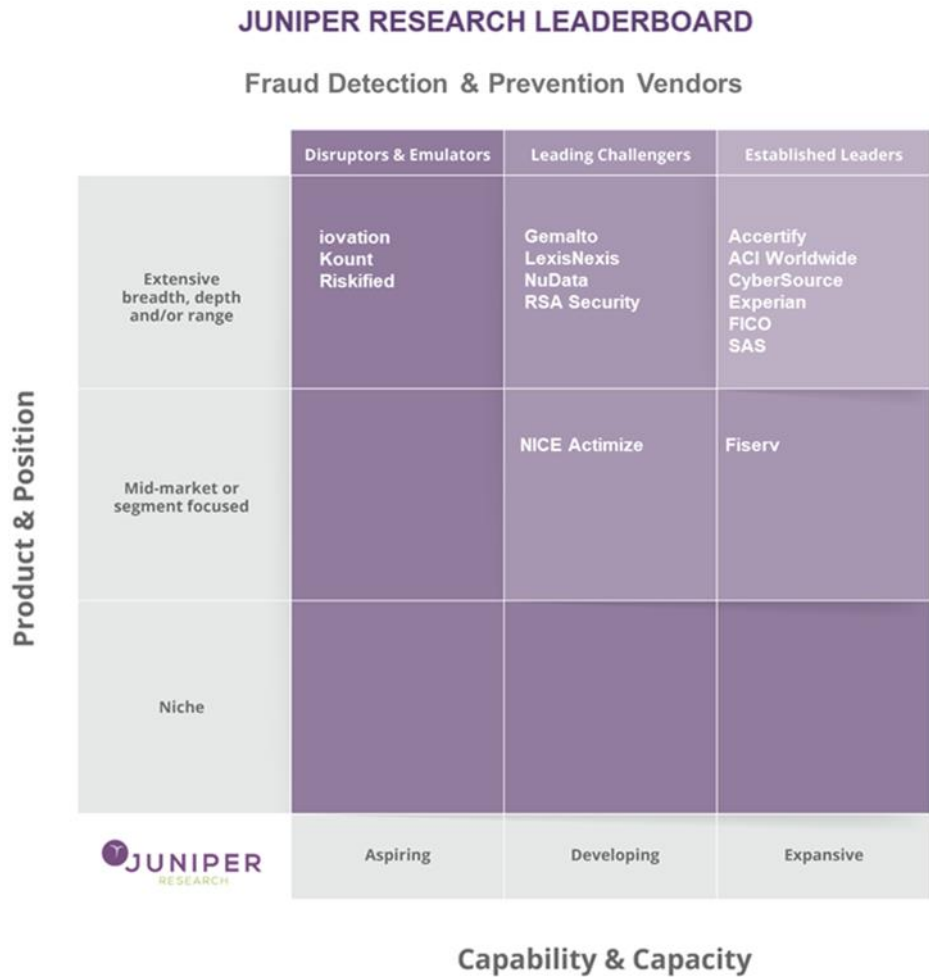 JUNIPER RESEARCH LEADERBOARD
Fraud Detection & Prevention Vendors
Disruptors & Emulators
Leading Challengers
Established Leaders
Extensive
breadth, depth
and/or range
iovation
Kount
Riskified
Gemalto
LexisNexis
NuData
RSA Security
Accertify
ACI Worldwide
CyberSource
Experian
FICO
SAS
Product & Position
Mid-market or
segment focused
NICE Actimize
Fiserv
Niche
JUNIPER
RESEARCH
Aspiring
Developing
Expansive
Capability & Capacity